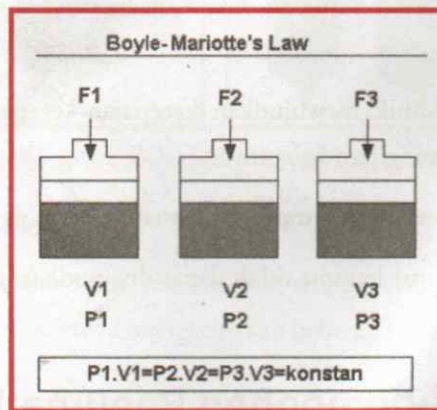 Boyle-Mariotte's Law
F1 F2 F3
V1 V2 V3
P1 P2 P3
P1.V1=P2.V2=P3.V3=konstan